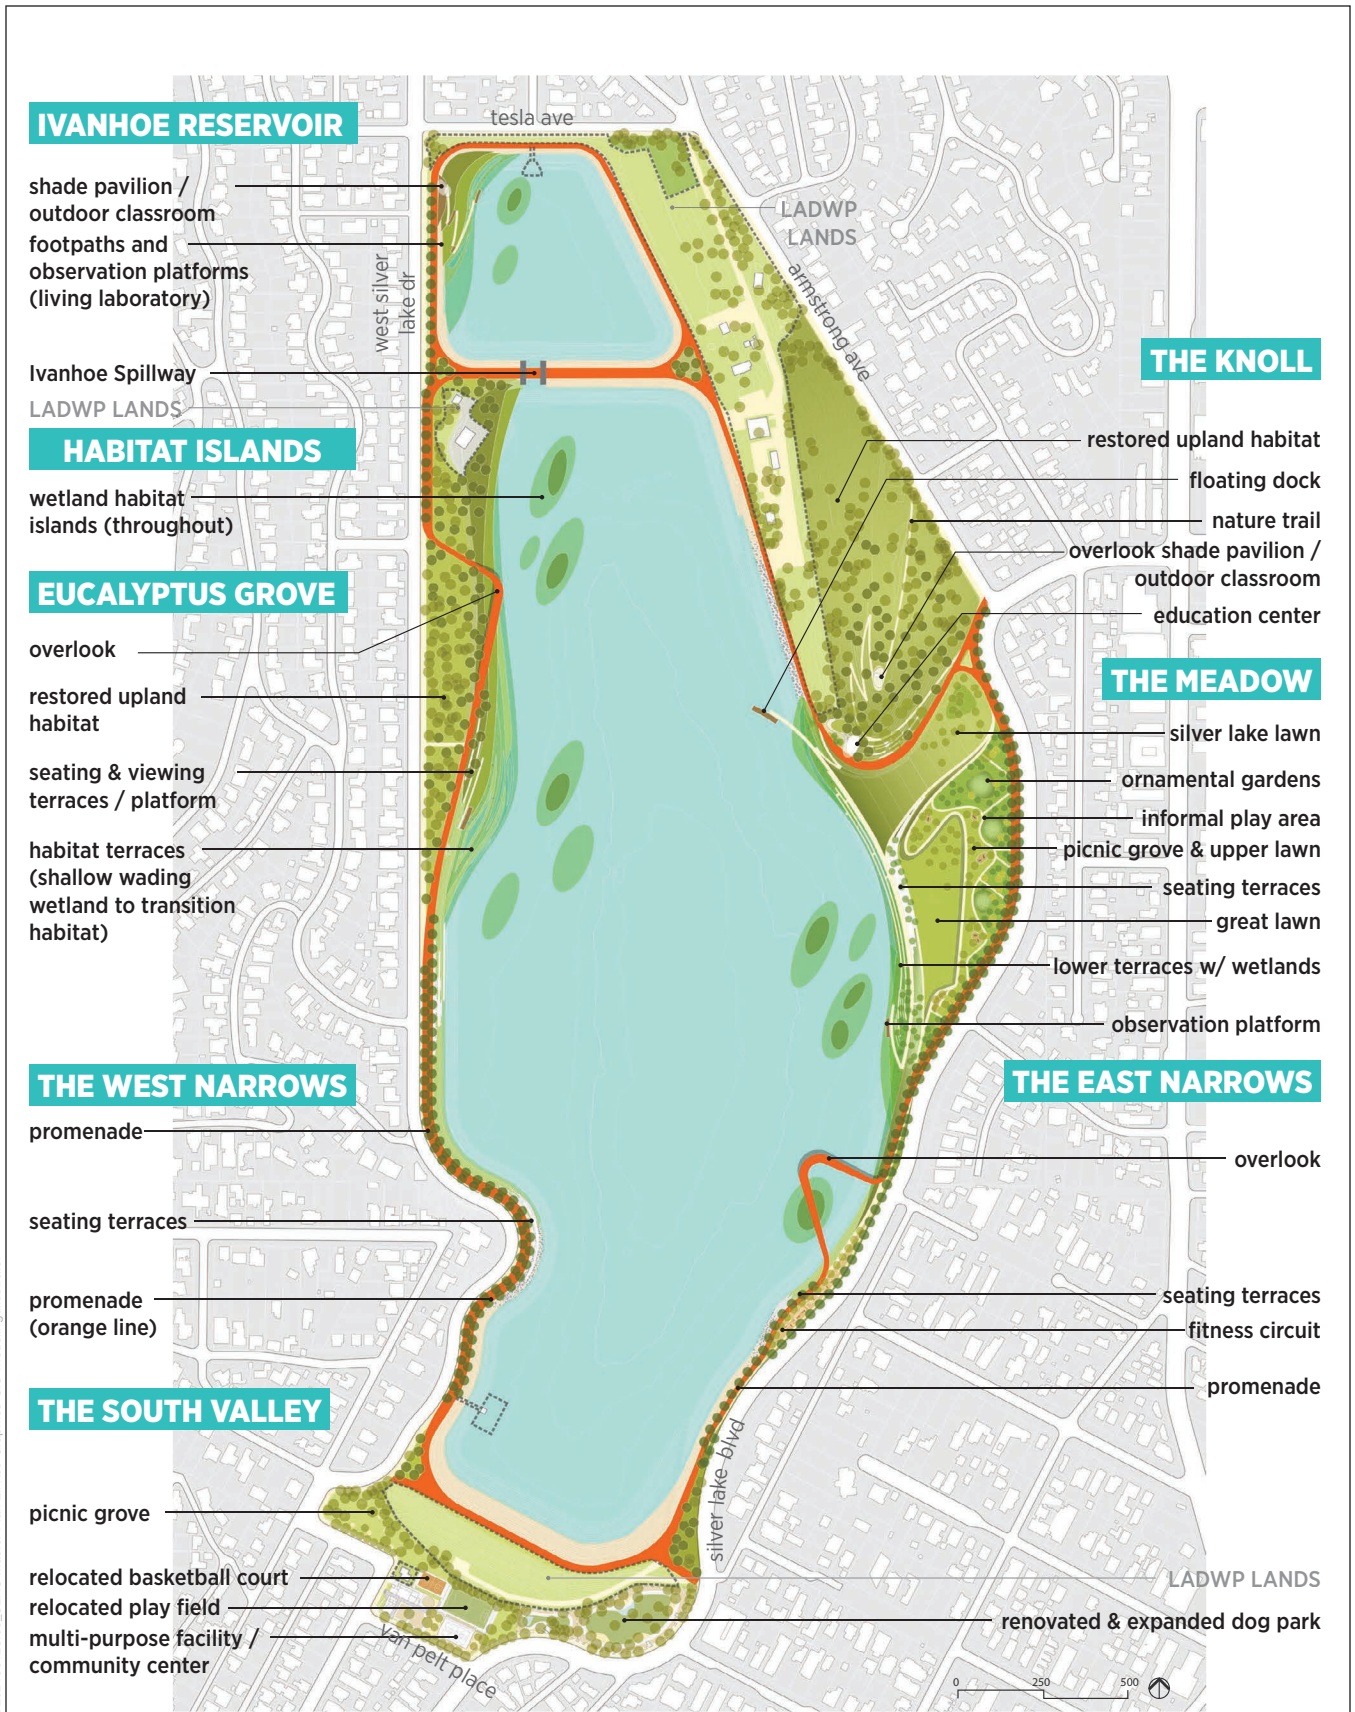 tesla ave
IVANHOE RESERVOIR
shade pavilion /
outdoor classroom
footpaths and
observation platforms
(living laboratory)
west silver
lake dr
LADWP
LANDS
armstrong ave
Ivanhoe Spillway
LADWP LANDS
HABITAT ISLANDS
wetland habitat
islands (throughout)
EUCALYPTUS GROVE
overlook
restored upland
habitat
seating & viewing
terraces / platform
habitat terraces
(shallow wading
wetland to transition
habitat)
THE WEST NARROWS
promenade
seating terraces
promenade
(orange line)
THE SOUTH VALLEY
picnic grove
relocated basketball court
relocated play field
multi-purpose facility /
community center
van pelt place
THE KNOLL
restored upland habitat
floating dock
nature trail
overlook shade pavilion /
outdoor classroom
education center
THE MEADOW
silver lake lawn
ornamental gardens
informal play area
picnic grove & upper lawn
seating terraces
great lawn
lower terraces w/ wetlands
observation platform
THE EAST NARROWS
overlook
seating terraces
fitness circuit
promenade
silver lake blvd
LADWP LANDS
renovated & expanded dog park
0 250 500